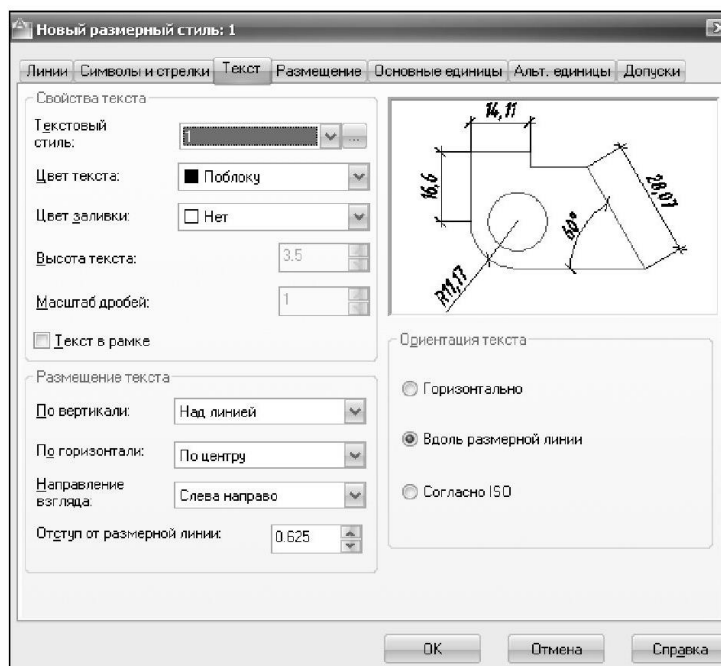 Новый размерный стиль: 1
Линии Символы и стрелки Текст Размещение Основные единицы Альт. единицы Допуски
Свойства текста
Текстовый стиль: 1 ...
Цвет текста: Поблоку
Цвет заливки: Нет
Высота текста: 3.5
Масштаб дробей: 1
Текст в рамке
14,11
16,6
28,07
60°
R11,17
Размещение текста
По вертикали: Над линией
По горизонтали: По центру
Направление взгляда: Слева направо
Отступ от размерной линии: 0.625
Ориентация текста
Горизонтально
Вдоль размерной линии
Согласно ISO
OK Отмена Справка